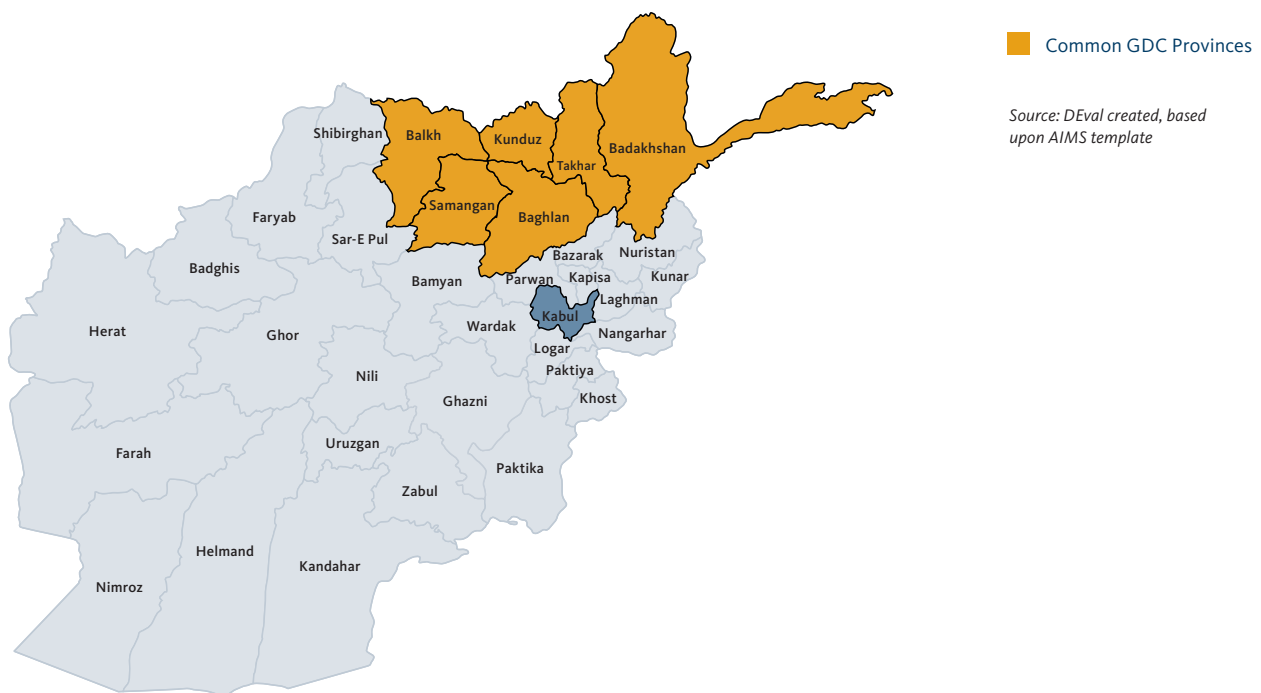 Common GDC Provinces
Source: DEval created, based
upon AIMS template
Shibirghan
Balkh
Kunduz
Takhar
Badakhshan
Samangan
Baghlan
Faryab
Sar-E Pul
Badghis
Bamyan
Bazarak
Nuristan
Parwan
Kapisa
Kunar
Laghman
Kabul
Herat
Ghor
Wardak
Nangarhar
Logar
Paktiya
Nili
Ghazni
Khost
Uruzgan
Farah
Paktika
Zabul
Helmand
Kandahar
Nimroz